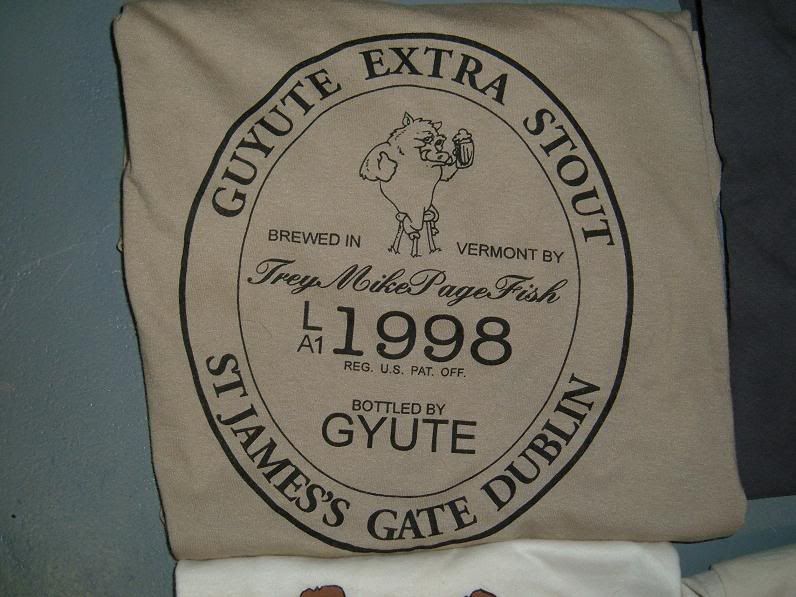 GUYUTE EXTRA STOUT
BREWED IN VERMONT BY
TreyMikePageFish
L
A1 1998
REG. U.S. PAT. OFF.
BOTTLED BY
GYUTE
ST JAMES'S GATE DUBLIN